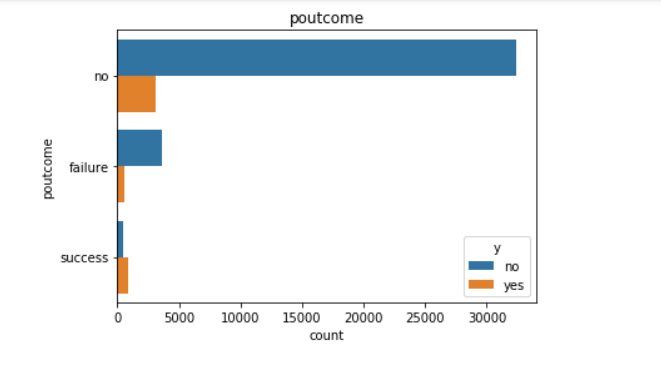 poutcome
no
failure
success
poutcome
y
no
yes
0 5000 10000 15000 20000 25000 30000
count